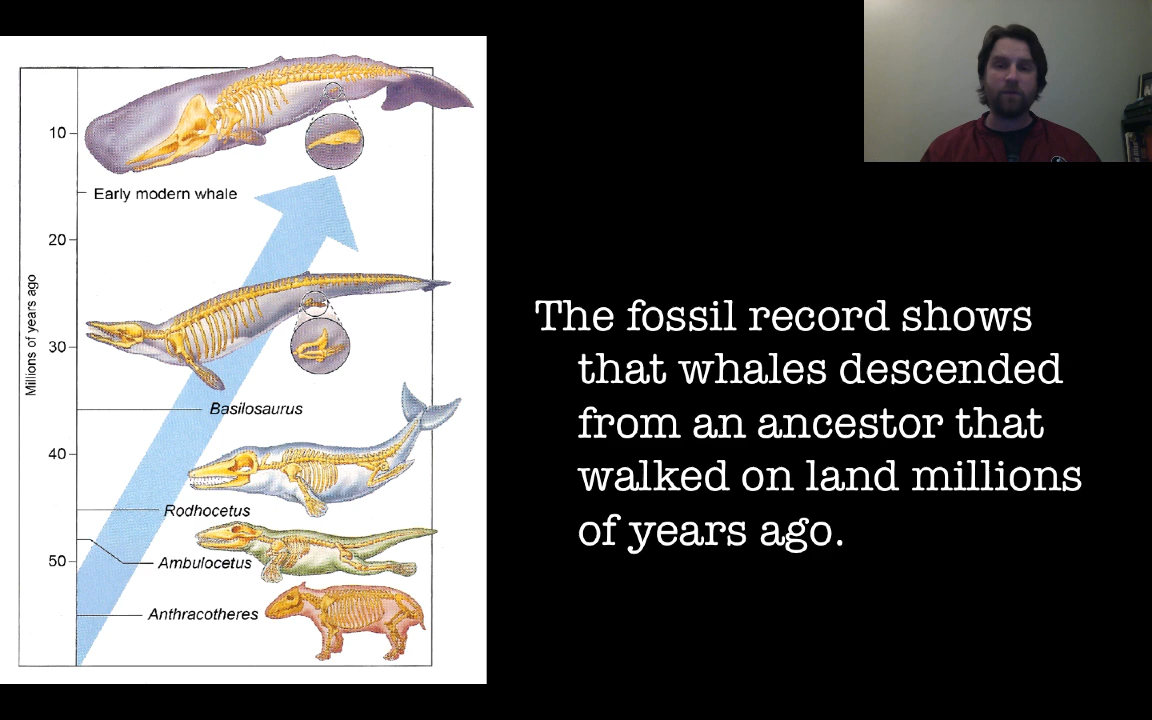 10
Early modern whale
20
Millions of years ago
30
Basilosaurus
40
Rodhocetus
Ambulocetus
50
Anthracotheres
The fossil record shows
that whales descended
from an ancestor that
walked on land millions
of years ago.